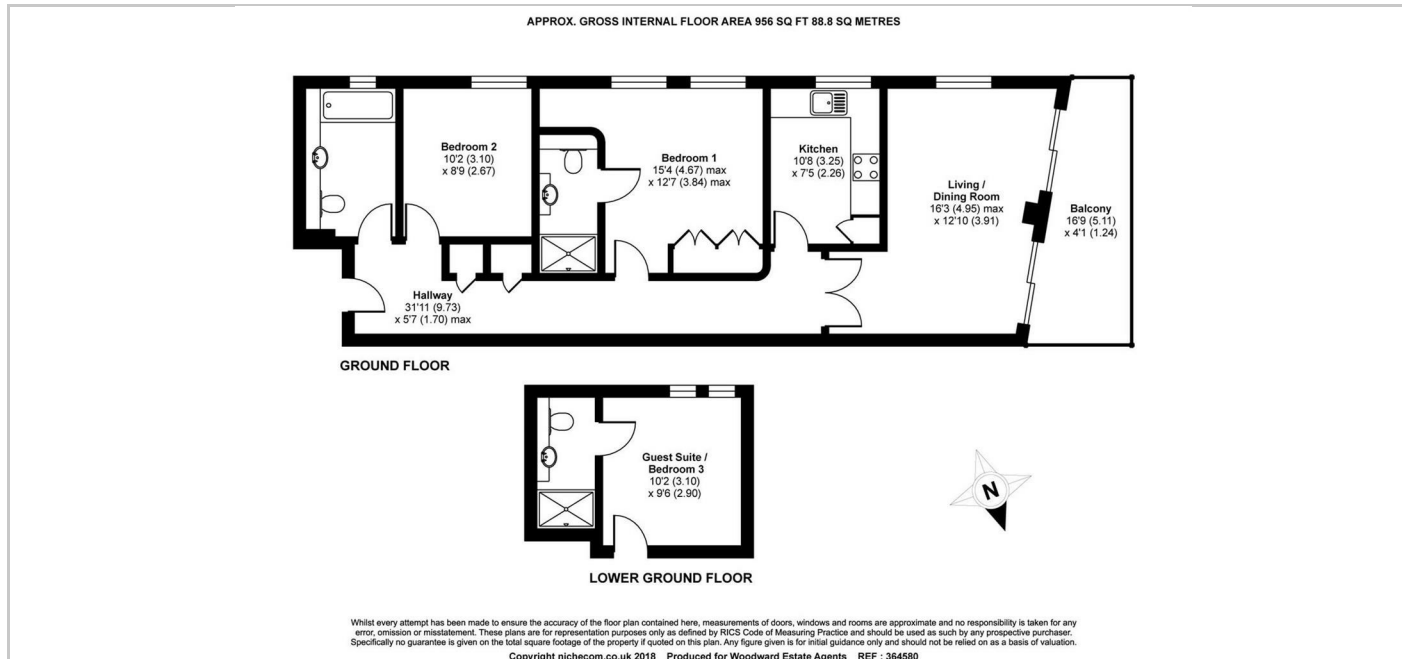 APPROX. GROSS INTERNAL FLOOR AREA 956 SQ FT 88.8 SQ METRES
Bedroom 2
10'2 (3.10)
x 8'9 (2.67)
Bedroom 1
15'4 (4.67) max
x 12'7 (3.84) max
Kitchen
10'8 (3.25)
x 7'5 (2.26)
Living /
Dining Room
16'3 (4.95) max
x 12'10 (3.91)
Balcony
16'9 (5.11)
x 4'1 (1.24)
Hallway
31'11 (9.73)
x 5'7 (1.70) max
GROUND FLOOR
Guest Suite /
Bedroom 3
10'2 (3.10)
x 9'6 (2.90)
N
LOWER GROUND FLOOR
Whilst every attempt has been made to ensure the accuracy of the floor plan contained here, measurements of doors, windows and rooms are approximate and no responsibility is taken for any
error, omission or misstatement. These plans are for representation purposes only as defined by RICS Code of Measuring Practice and should be used as such by any prospective purchaser.
Specifically no guarantee is given on the total square footage of the property if quoted on this plan. Any figure given is for initial guidance only and should not be relied on as a basis of valuation.
Copyright nichecom.co.uk 2018 Produced for Woodward Estate Agents REF : 364580